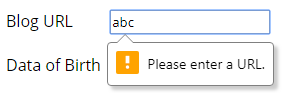 Blog URL abc
! Please enter a URL.
Data of Birth